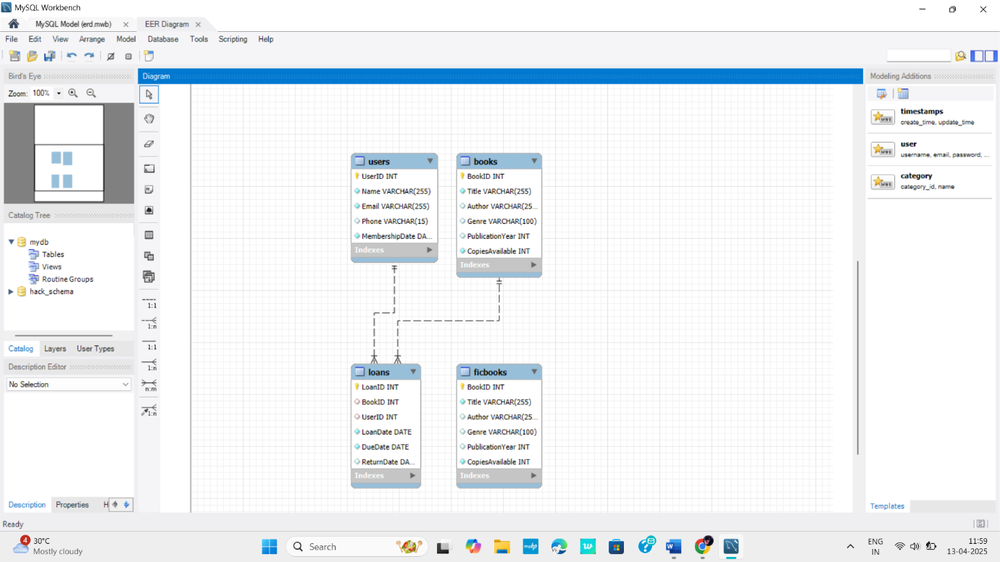 MySQL Workbench
MySQL Model (erd.mwb) EER Diagram
File Edit View Arrange Model Database Tools Scripting Help
Bird's Eye
Zoom: 100%
Catalog Tree
mydb
Tables
Views
Routine Groups
hack_schema
Catalog Layers User Types
Description Editor
No Selection
Description Properties H
Diagram
1:1
1:n
1:1
1:n
n:m
1:n
users
UserID INT
Name VARCHAR(255)
Email VARCHAR(255)
Phone VARCHAR(15)
MembershipDate DA...
Indexes
books
BookID INT
Title VARCHAR(255)
Author VARCHAR(25...
Genre VARCHAR(100)
PublicationYear INT
CopiesAvailable INT
Indexes
loans
LoanID INT
BookID INT
UserID INT
LoanDate DATE
DueDate DATE
ReturnDate DA...
Indexes
ficbooks
BookID INT
Title VARCHAR(255)
Author VARCHAR(25...
Genre VARCHAR(100)
PublicationYear INT
CopiesAvailable INT
Indexes
Modeling Additions
MWB
timestamps
create_time, update_time
MWB
user
username, email, password, ...
MWB
category
category_id, name
Templates
Ready
4
30°C
Mostly cloudy
Search
ENG
IN
11:59
13-04-2025